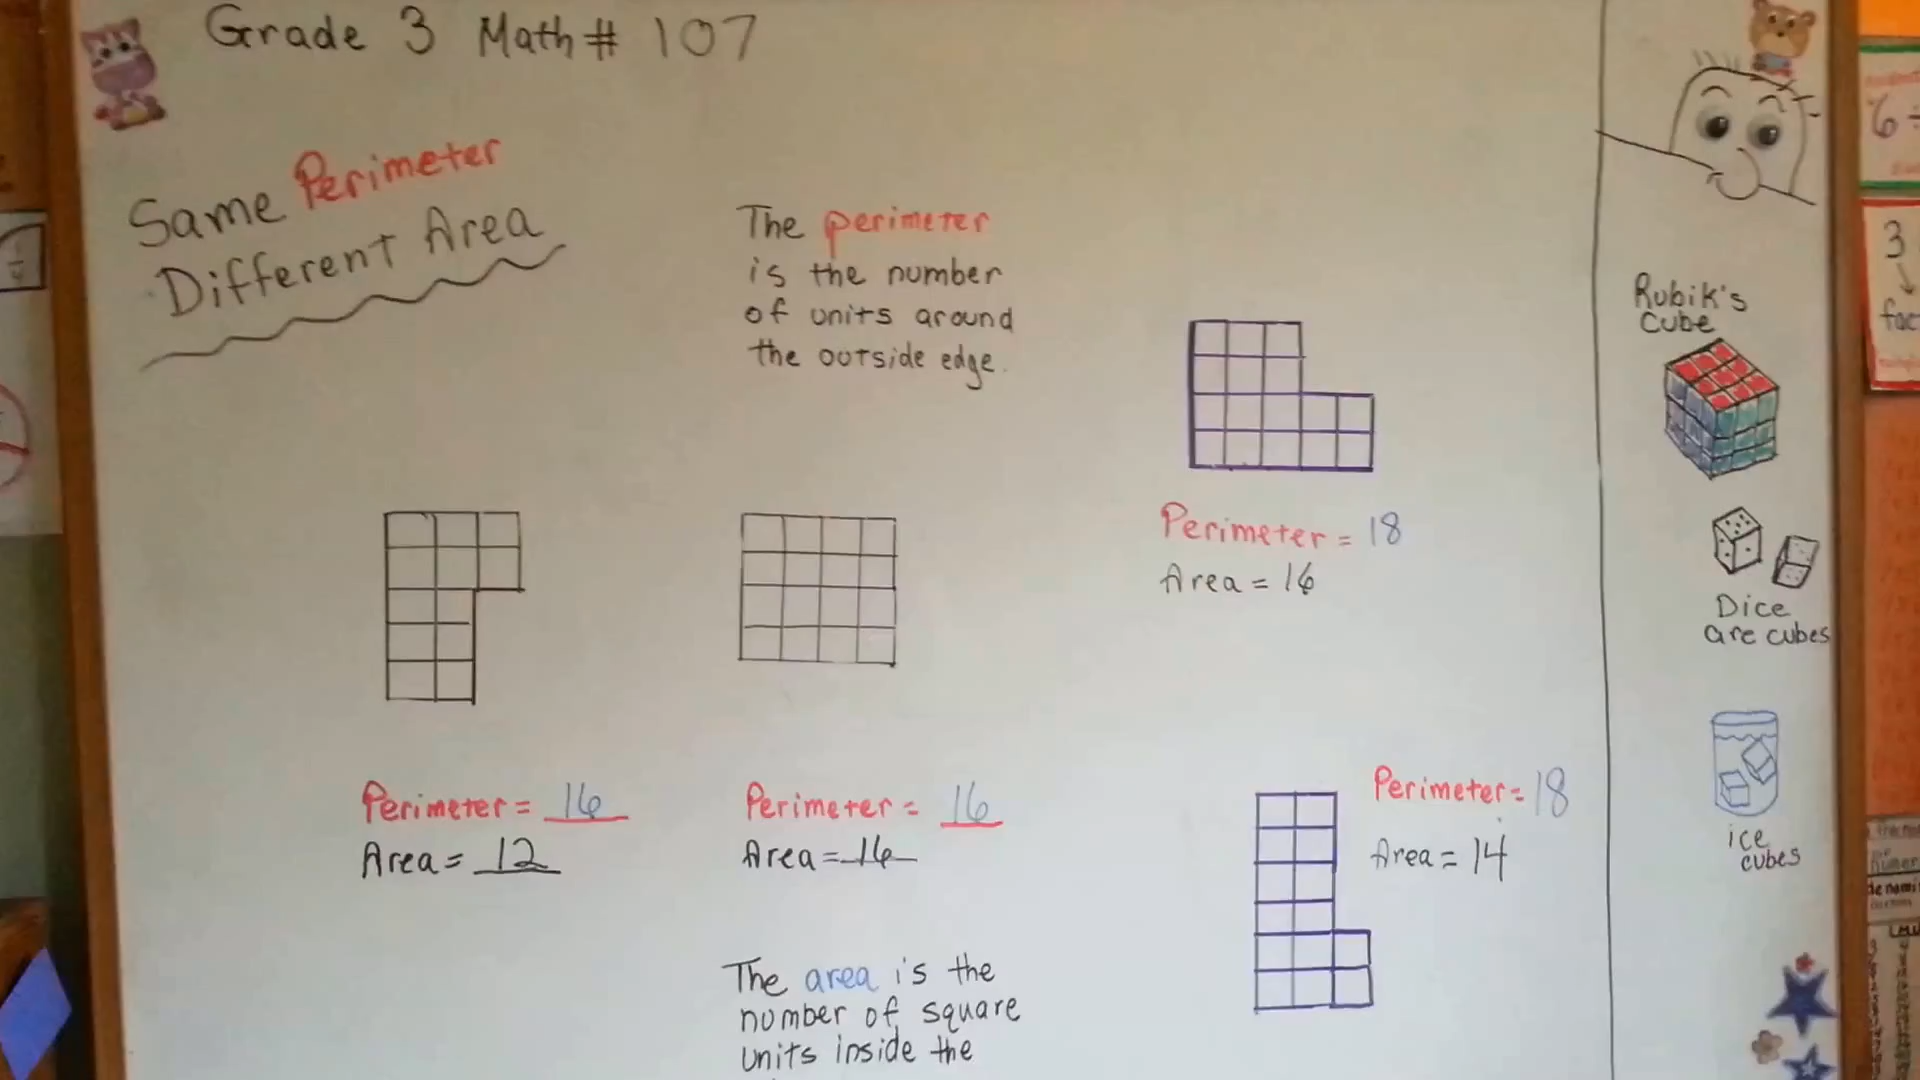 Grade 3 Math # 107
Same Perimeter
Different Area
The perimeter
is the number
of units around
the outside edge.
Perimeter = 16
Area = 12
Perimeter = 16
Area = 16
Perimeter = 18
Area = 16
Perimeter = 18
Area = 14
The area is the
number of square
units inside the
Rubik's
Cube
Dice
are cubes
ice
cubes
6 ÷
3